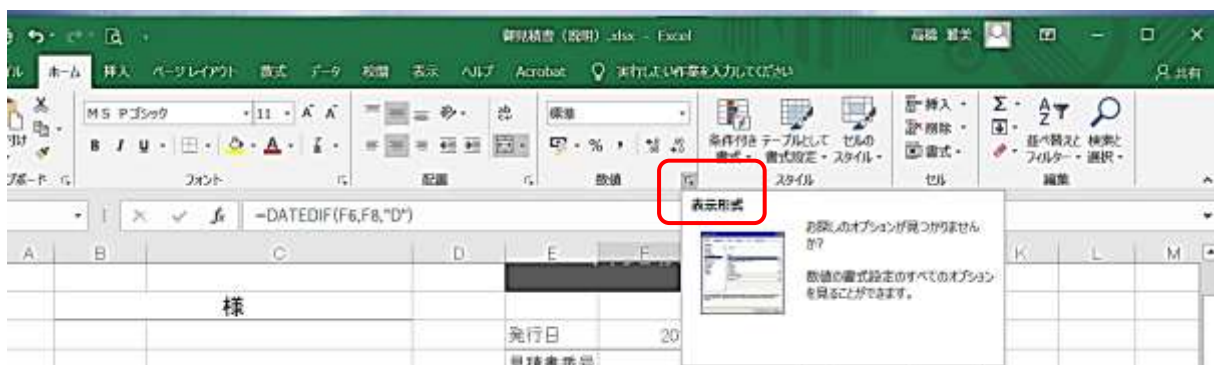 御見積書（説明）.xlsx - Excel 高橋
ホーム 挿入 ページレイアウト 数式 データ 校閲 表示 ヘルプ Acrobat 実行したい作業を入力してください 共有
MS Pゴシック 11 A A 標準 条件付き テーブルとして セルの 挿入 Σ 並べ替えと 検索と
B I U A % 書式 書式設定 スタイル 削除 書式 フィルター 選択
フォント 配置 数値 スタイル セル 編集
fx =DATEDIF(F6,F8,"D")
表示形式
お探しのオプションが見つかりません
か?
数値の書式設定のすべてのオプション
を見ることができます。
A B C D E F K L M
様
発行日 20
見積書番号